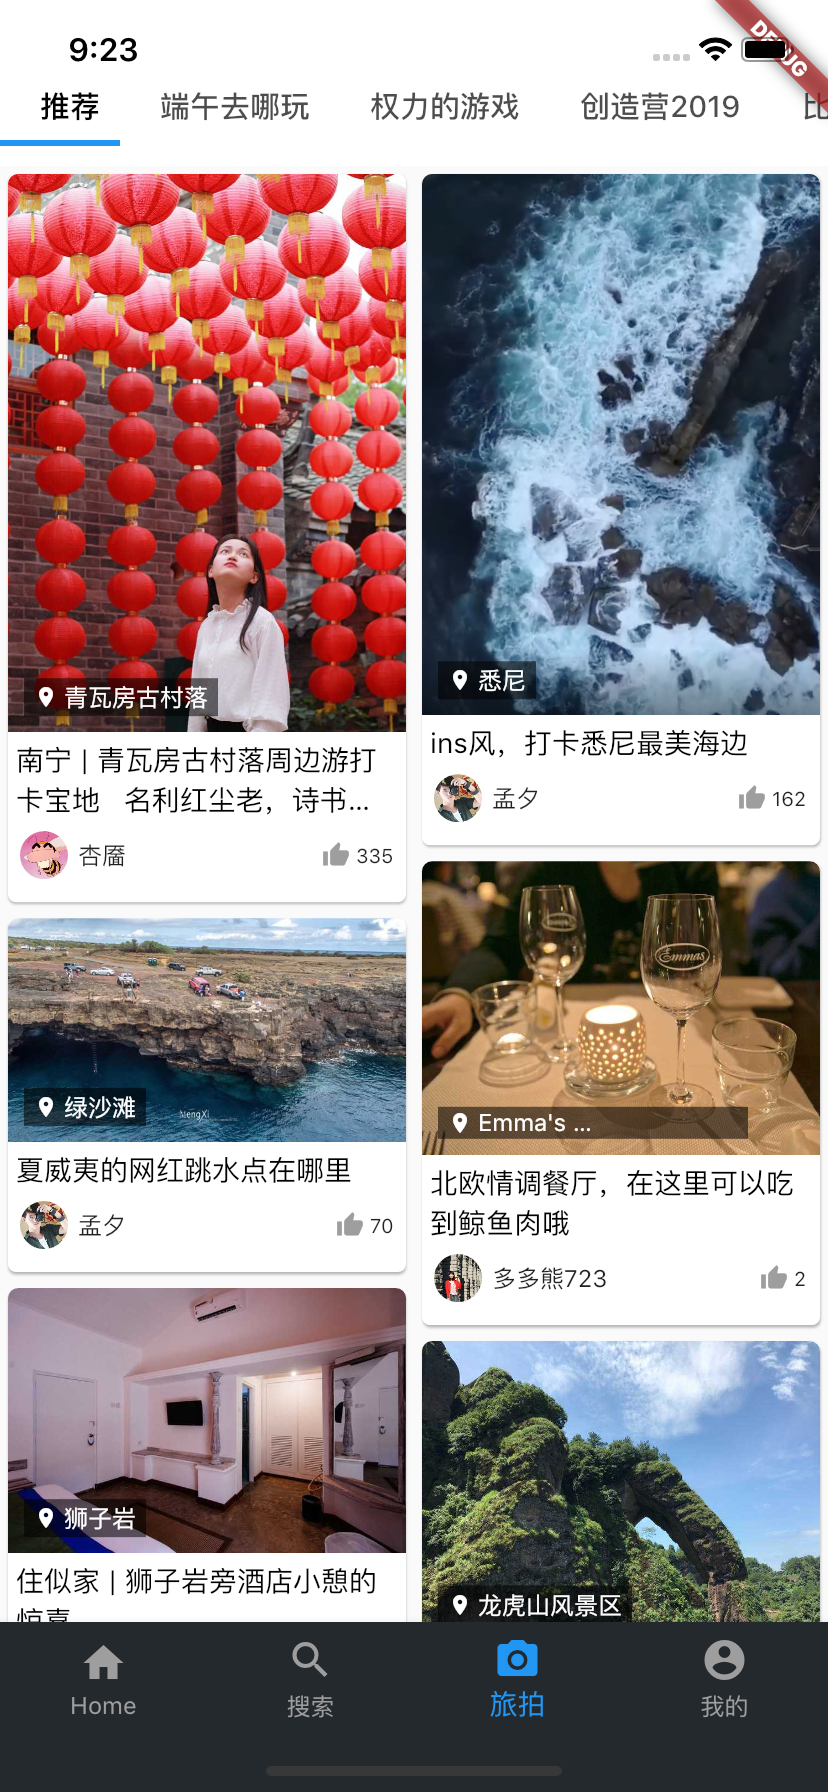 9:23
DEBUG
推荐
端午去哪玩
权力的游戏
创造营2019
青瓦房古村落
南宁 | 青瓦房古村落周边游打
卡宝地 名利红尘老，诗书...
杏靥
335
悉尼
ins风，打卡悉尼最美海边
孟夕
162
绿沙滩
MengXi
夏威夷的网红跳水点在哪里
孟夕
70
Emmas
Emma's ...
北欧情调餐厅，在这里可以吃
到鲸鱼肉哦
多多熊723
2
狮子岩
住似家 | 狮子岩旁酒店小憩的
惊喜
龙虎山风景区
Home
搜索
旅拍
我的